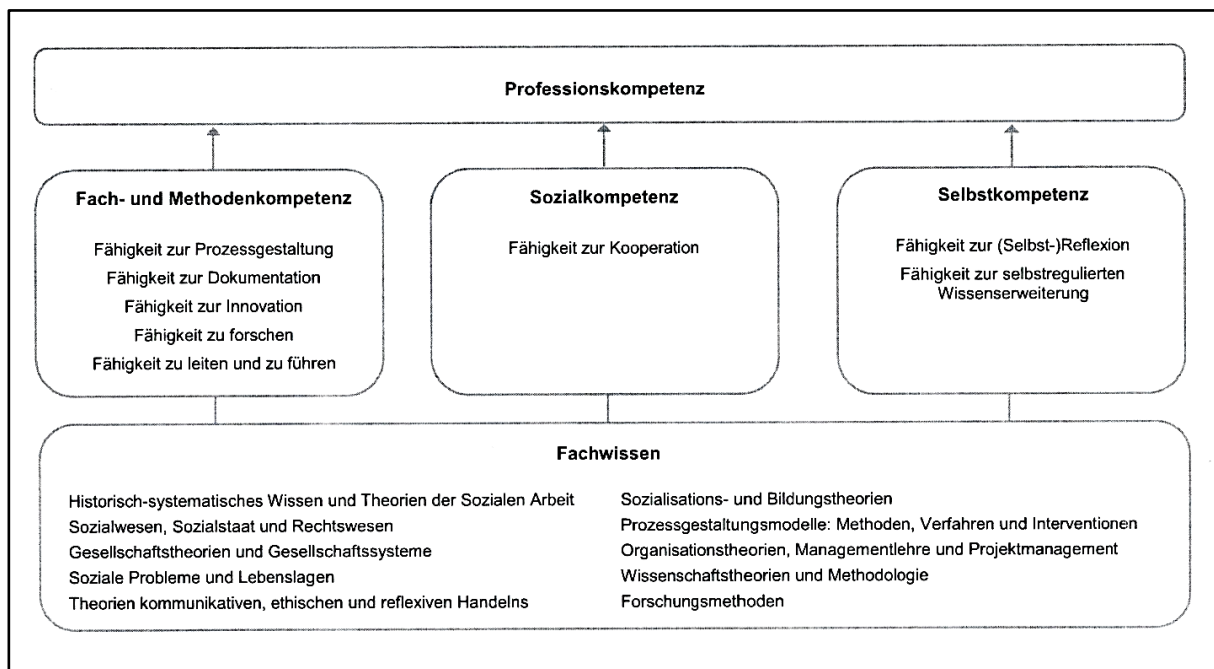 Professionskompetenz
Fach- und Methodenkompetenz
Fähigkeit zur Prozessgestaltung
Fähigkeit zur Dokumentation
Fähigkeit zur Innovation
Fähigkeit zu forschen
Fähigkeit zu leiten und zu führen
Sozialkompetenz
Fähigkeit zur Kooperation
Selbstkompetenz
Fähigkeit zur (Selbst-)Reflexion
Fähigkeit zur selbstregulierten
Wissenserweiterung
Fachwissen
Historisch-systematisches Wissen und Theorien der Sozialen Arbeit
Sozialwesen, Sozialstaat und Rechtswesen
Gesellschaftstheorien und Gesellschaftssysteme
Soziale Probleme und Lebenslagen
Theorien kommunikativen, ethischen und reflexiven Handelns
Sozialisations- und Bildungstheorien
Prozessgestaltungsmodelle: Methoden, Verfahren und Interventionen
Organisationstheorien, Managementlehre und Projektmanagement
Wissenschaftstheorien und Methodologie
Forschungsmethoden